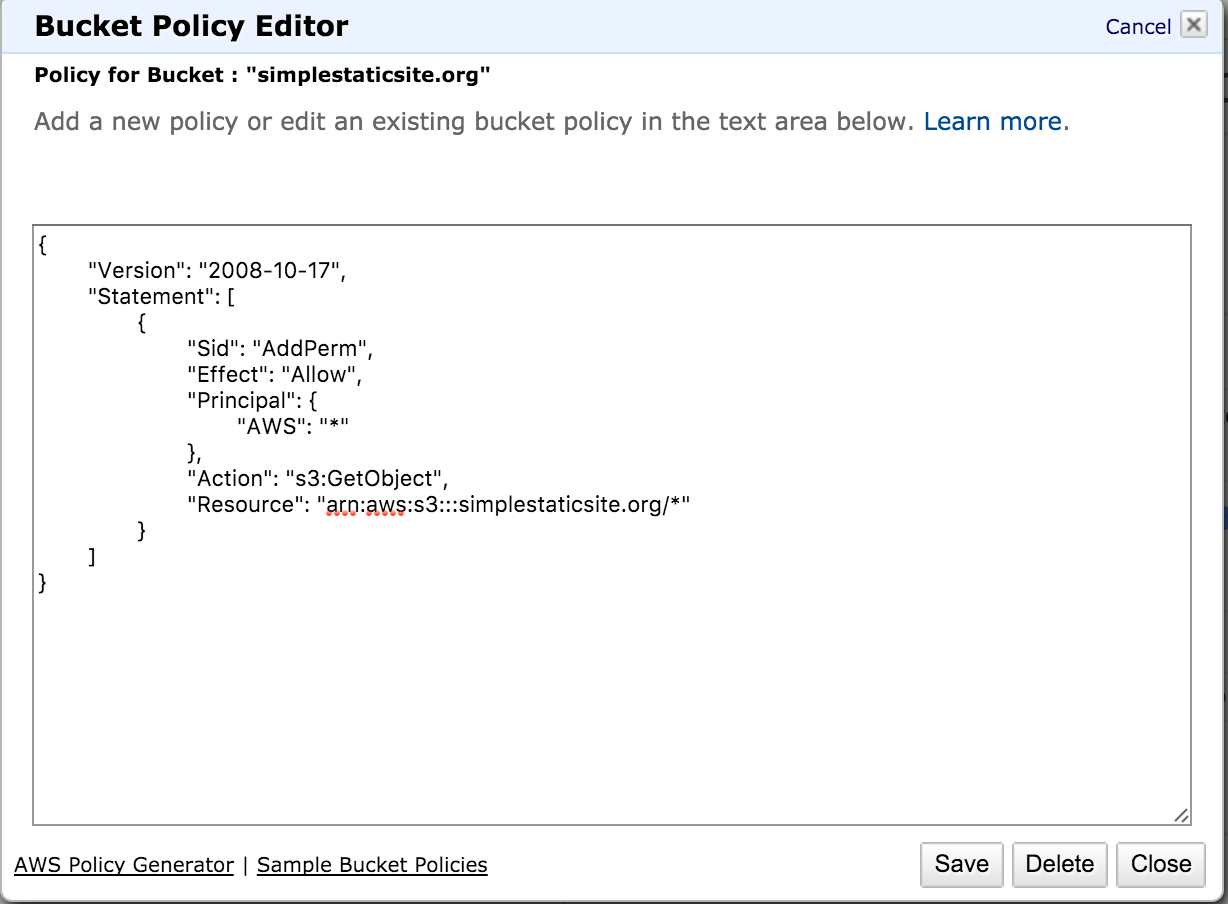 Bucket Policy Editor
Cancel
Policy for Bucket : "simplestaticsite.org"
Add a new policy or edit an existing bucket policy in the text area below. Learn more.
{
"Version": "2008-10-17",
"Statement": [
{
"Sid": "AddPerm",
"Effect": "Allow",
"Principal": {
"AWS": "*"
},
"Action": "s3:GetObject",
"Resource": "arn:aws:s3:::simplestaticsite.org/*"
}
]
}
AWS Policy Generator | Sample Bucket Policies
Save Delete Close